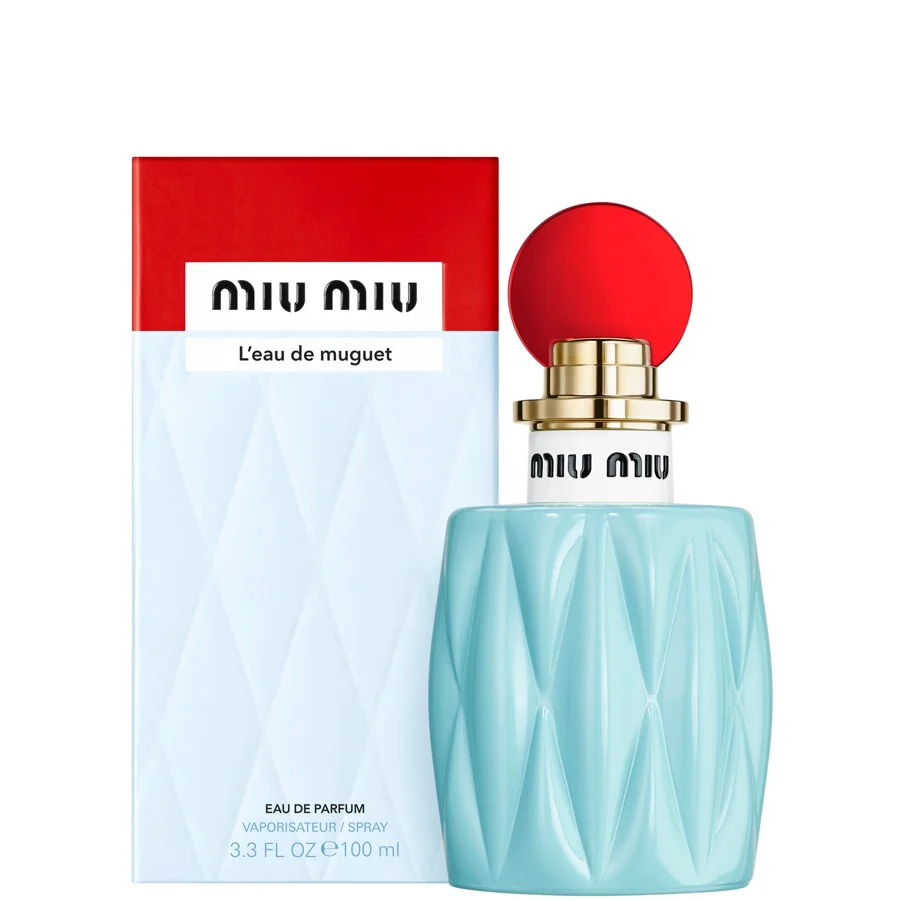 miu miu
L'eau de muguet
miu miu
EAU DE PARFUM
VAPORISATEUR / SPRAY
3.3 FL OZ ℮ 100 ml